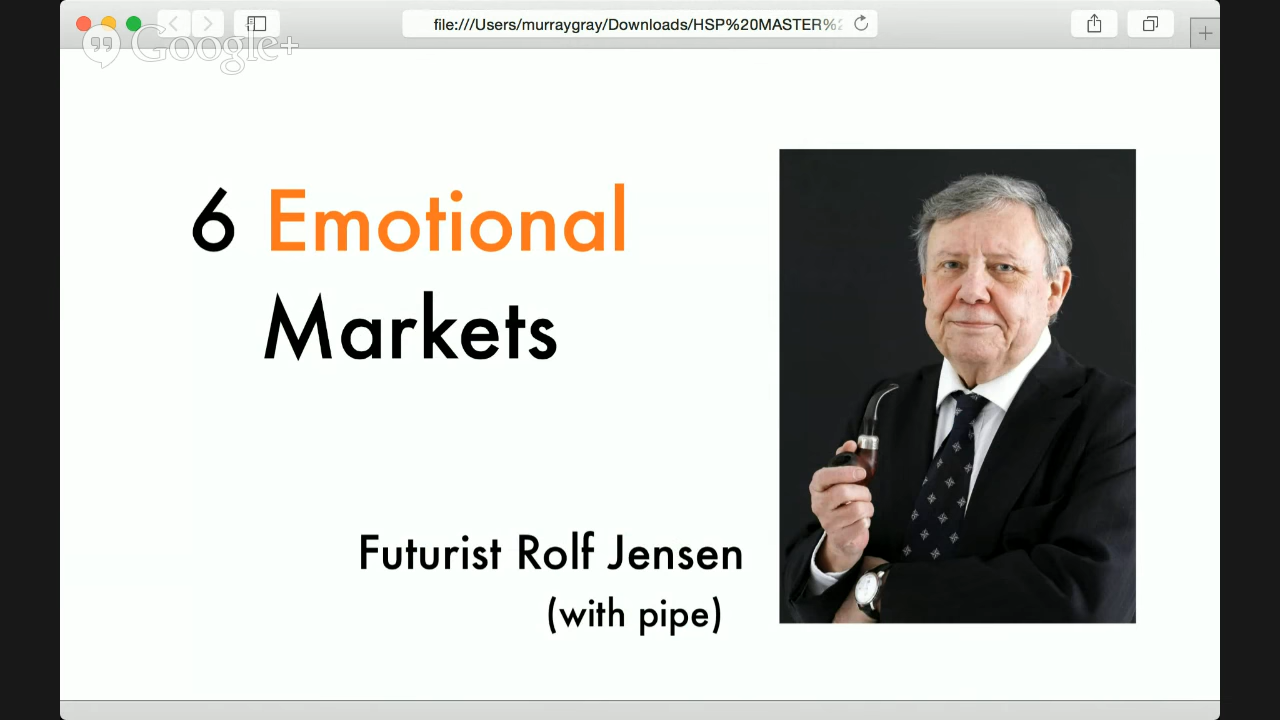 file:///Users/murraygray/Downloads/HSP%20MASTER%2
Google+
6 Emotional
Markets
Futurist Rolf Jensen
(with pipe)